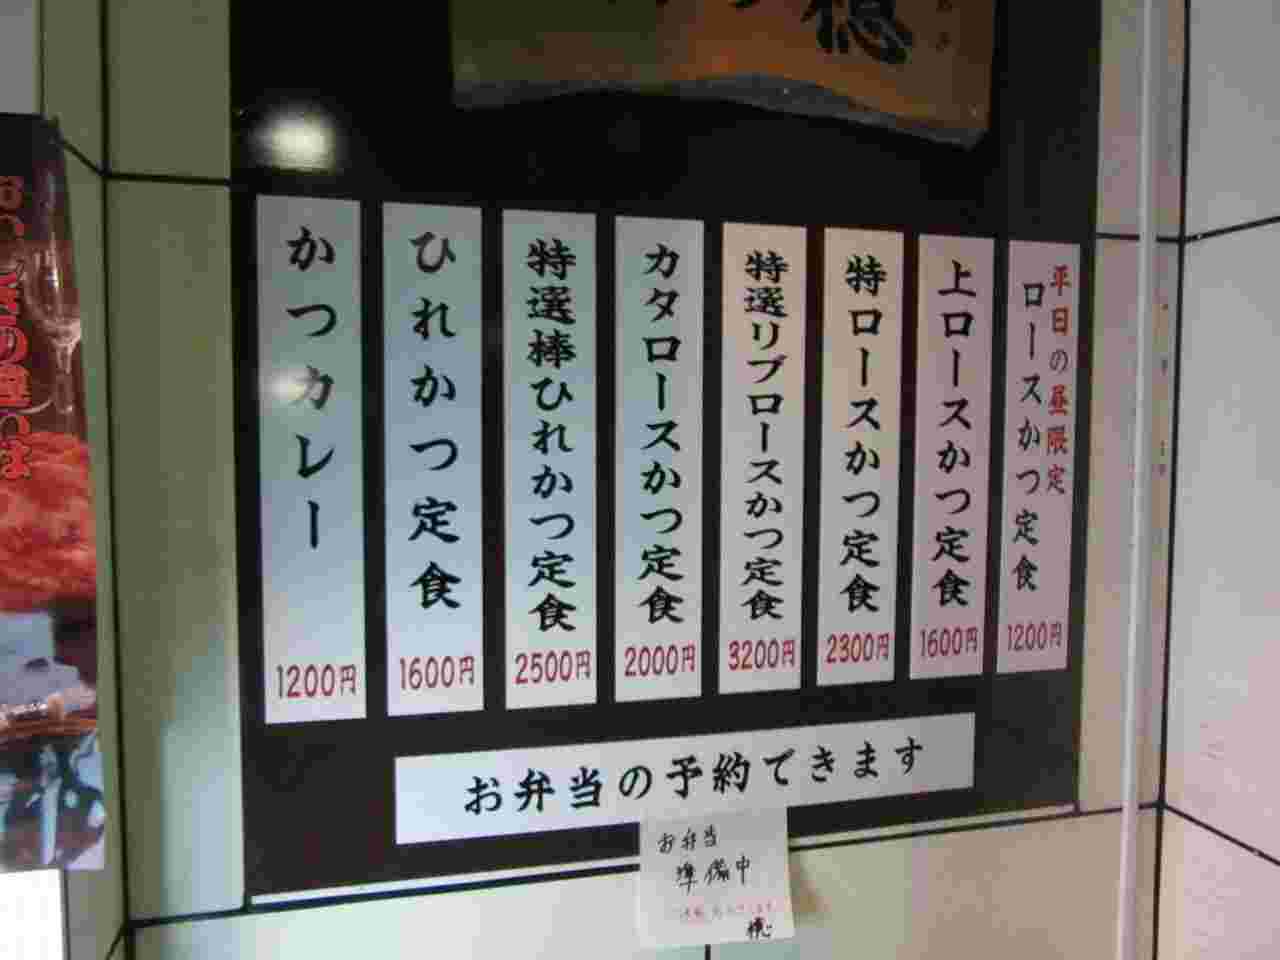 穂
平日の昼限定
ロースかつ定食
1200円
上ロースかつ定食
1600円
特ロースかつ定食
2300円
特選リブロースかつ定食
3200円
カタロースかつ定食
2000円
特選棒ひれかつ定食
2500円
ひれかつ定食
1600円
かつカレー
1200円
お弁当の予約できます
お弁当
準備中